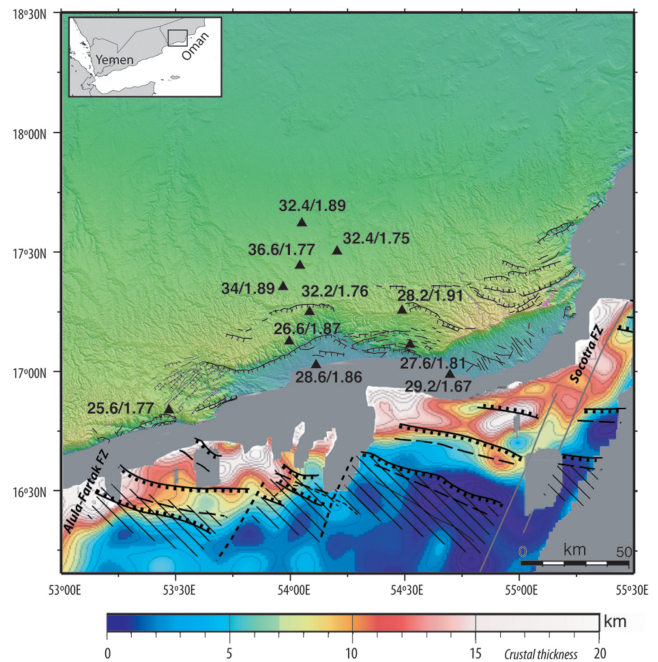 18°30N
Yemen
Oman
18°00N
32.4/1.89
32.4/1.75
17°30N
36.6/1.77
34/1.89
32.2/1.76
28.2/1.91
26.6/1.87
17°00N
28.6/1.86
27.6/1.81
29.2/1.67
25.6/1.77
Socotra FZ
Alula-Fartak FZ
16°30N
0 km 50
53°00E
53°30E
54°00E
54°30E
55°00E
55°30E
km
0
5
10
15
Crustal thickness
20